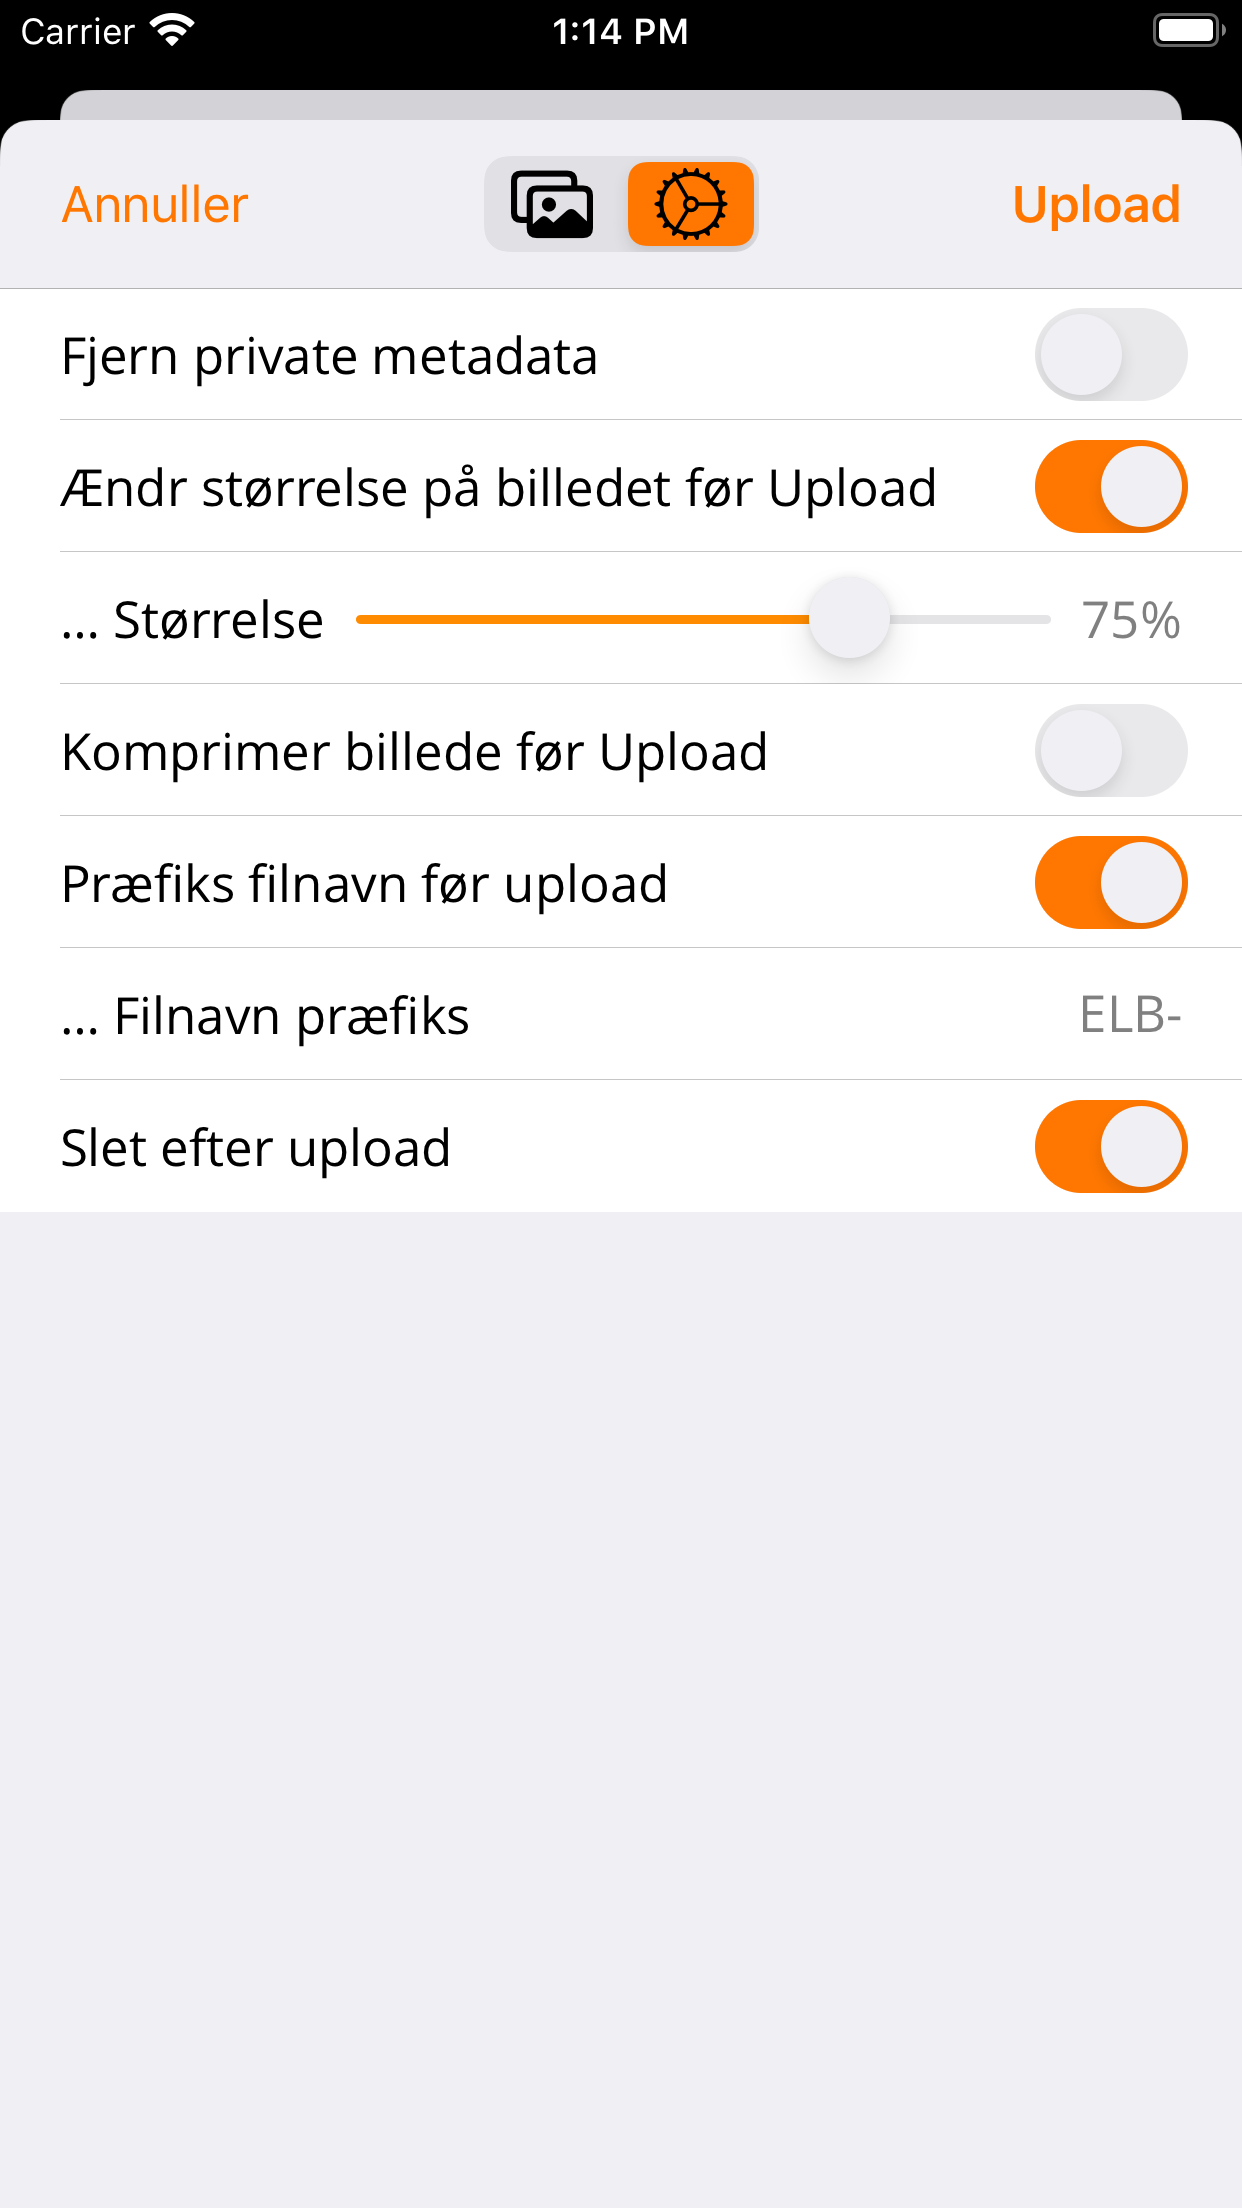 Carrier 1:14 PM
Annuller Upload
Fjern private metadata
Ændr størrelse på billedet før Upload
... Størrelse 75%
Komprimer billede før Upload
Præfiks filnavn før upload
... Filnavn præfiks ELB-
Slet efter upload